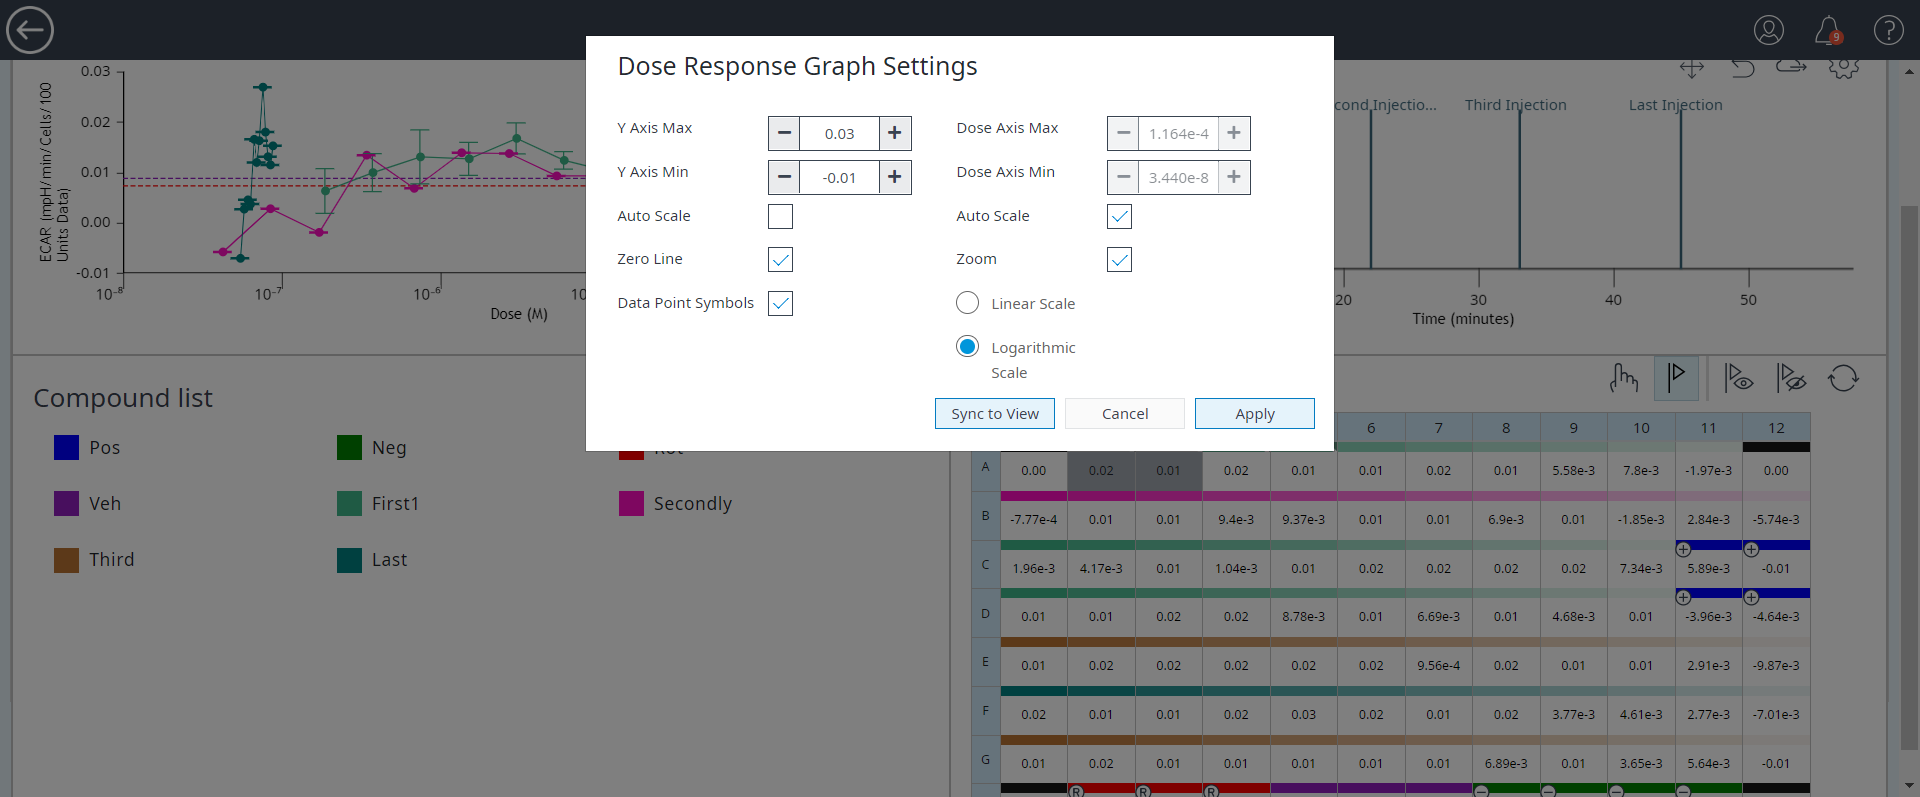 9
Dose Response Graph Settings
Y Axis Max
0.03
Dose Axis Max
1.164e-4
Y Axis Min
-0.01
Dose Axis Min
3.440e-8
Auto Scale
Auto Scale
Zero Line
Zoom
Data Point Symbols
Linear Scale
Logarithmic
Scale
Sync to View
Cancel
Apply
ECAR (mpH/min/Cells/100
Units Data)
0.03
0.02
0.01
0.00
-0.01
10⁻⁸
10⁻⁷
10⁻⁶
10
Dose (M)
cond Injectio...
Third Injection
Last Injection
20
30
40
50
Time (minutes)
Compound list
Pos
Neg
Veh
First1
Secondly
Third
Last
6 7 8 9 10 11 12
A 0.00 0.02 0.01 0.02 0.01 0.01 0.02 0.01 5.58e-3 7.8e-3 -1.97e-3 0.00
B -7.77e-4 0.01 0.01 9.4e-3 9.37e-3 0.01 0.01 6.9e-3 0.01 -1.85e-3 2.84e-3 -5.74e-3
C 1.96e-3 4.17e-3 0.01 1.04e-3 0.01 0.02 0.02 0.02 0.02 7.34e-3 5.89e-3 -0.01
D 0.01 0.01 0.02 0.02 8.78e-3 0.01 6.69e-3 0.01 4.68e-3 0.01 -3.96e-3 -4.64e-3
E 0.01 0.02 0.02 0.02 0.02 0.02 9.56e-4 0.02 0.01 0.01 2.91e-3 -9.87e-3
F 0.02 0.01 0.01 0.02 0.03 0.02 0.01 0.02 3.77e-3 4.61e-3 2.77e-3 -7.01e-3
G 0.01 0.02 0.01 0.01 0.01 0.01 0.01 6.89e-3 0.01 3.65e-3 5.64e-3 -0.01
R R R